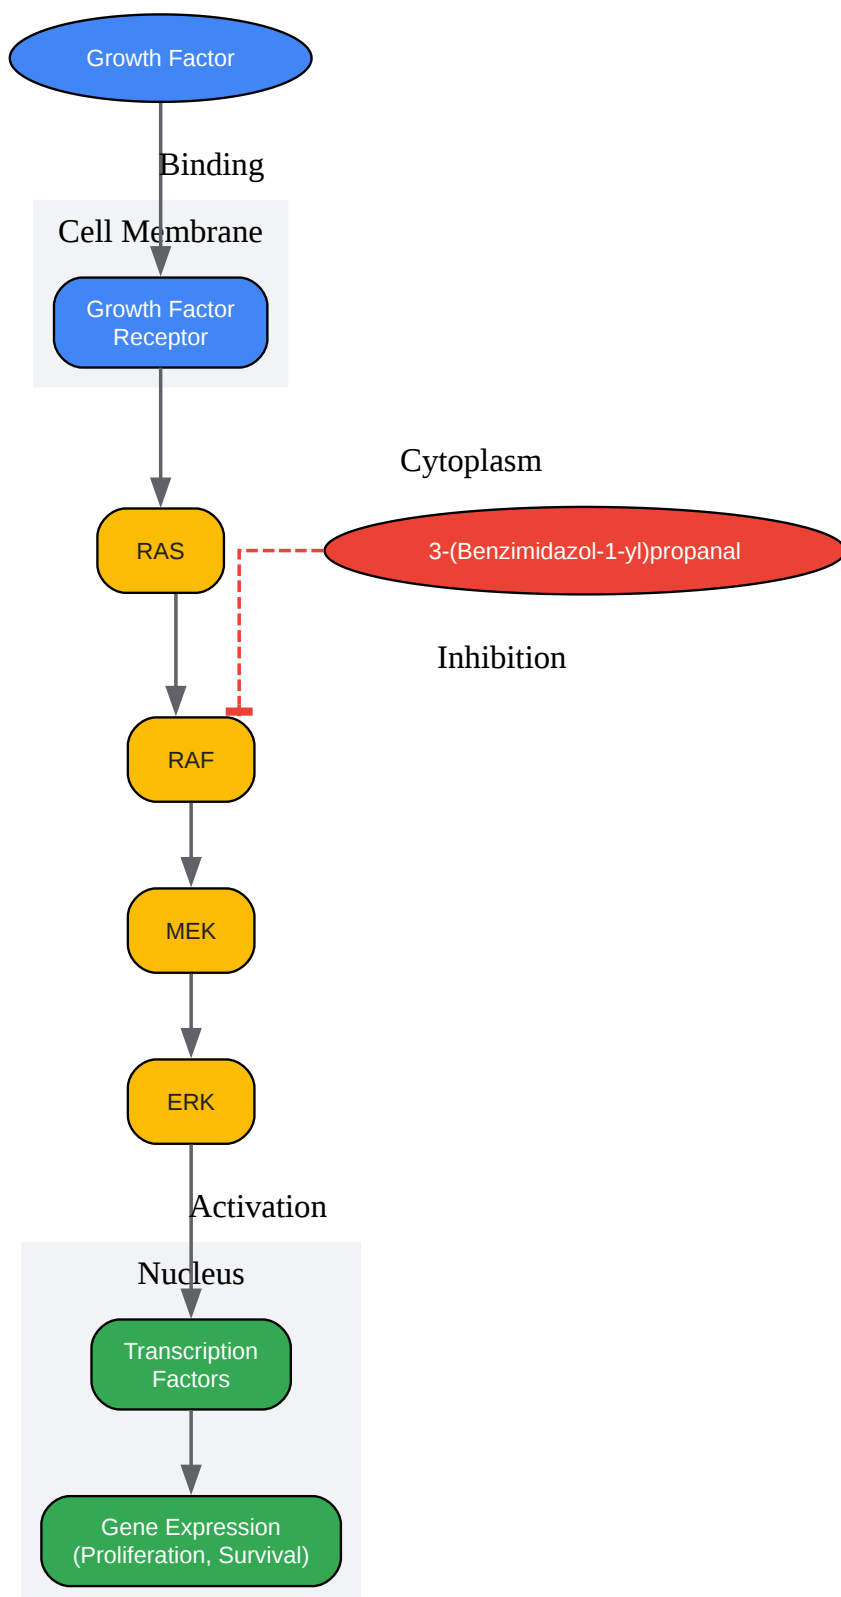 Growth Factor
Binding
Cell Membrane
Growth Factor
Receptor
Cytoplasm
RAS
3-(Benzimidazol-1-yl)propanal
Inhibition
RAF
MEK
ERK
Activation
Nucleus
Transcription
Factors
Gene Expression
(Proliferation, Survival)